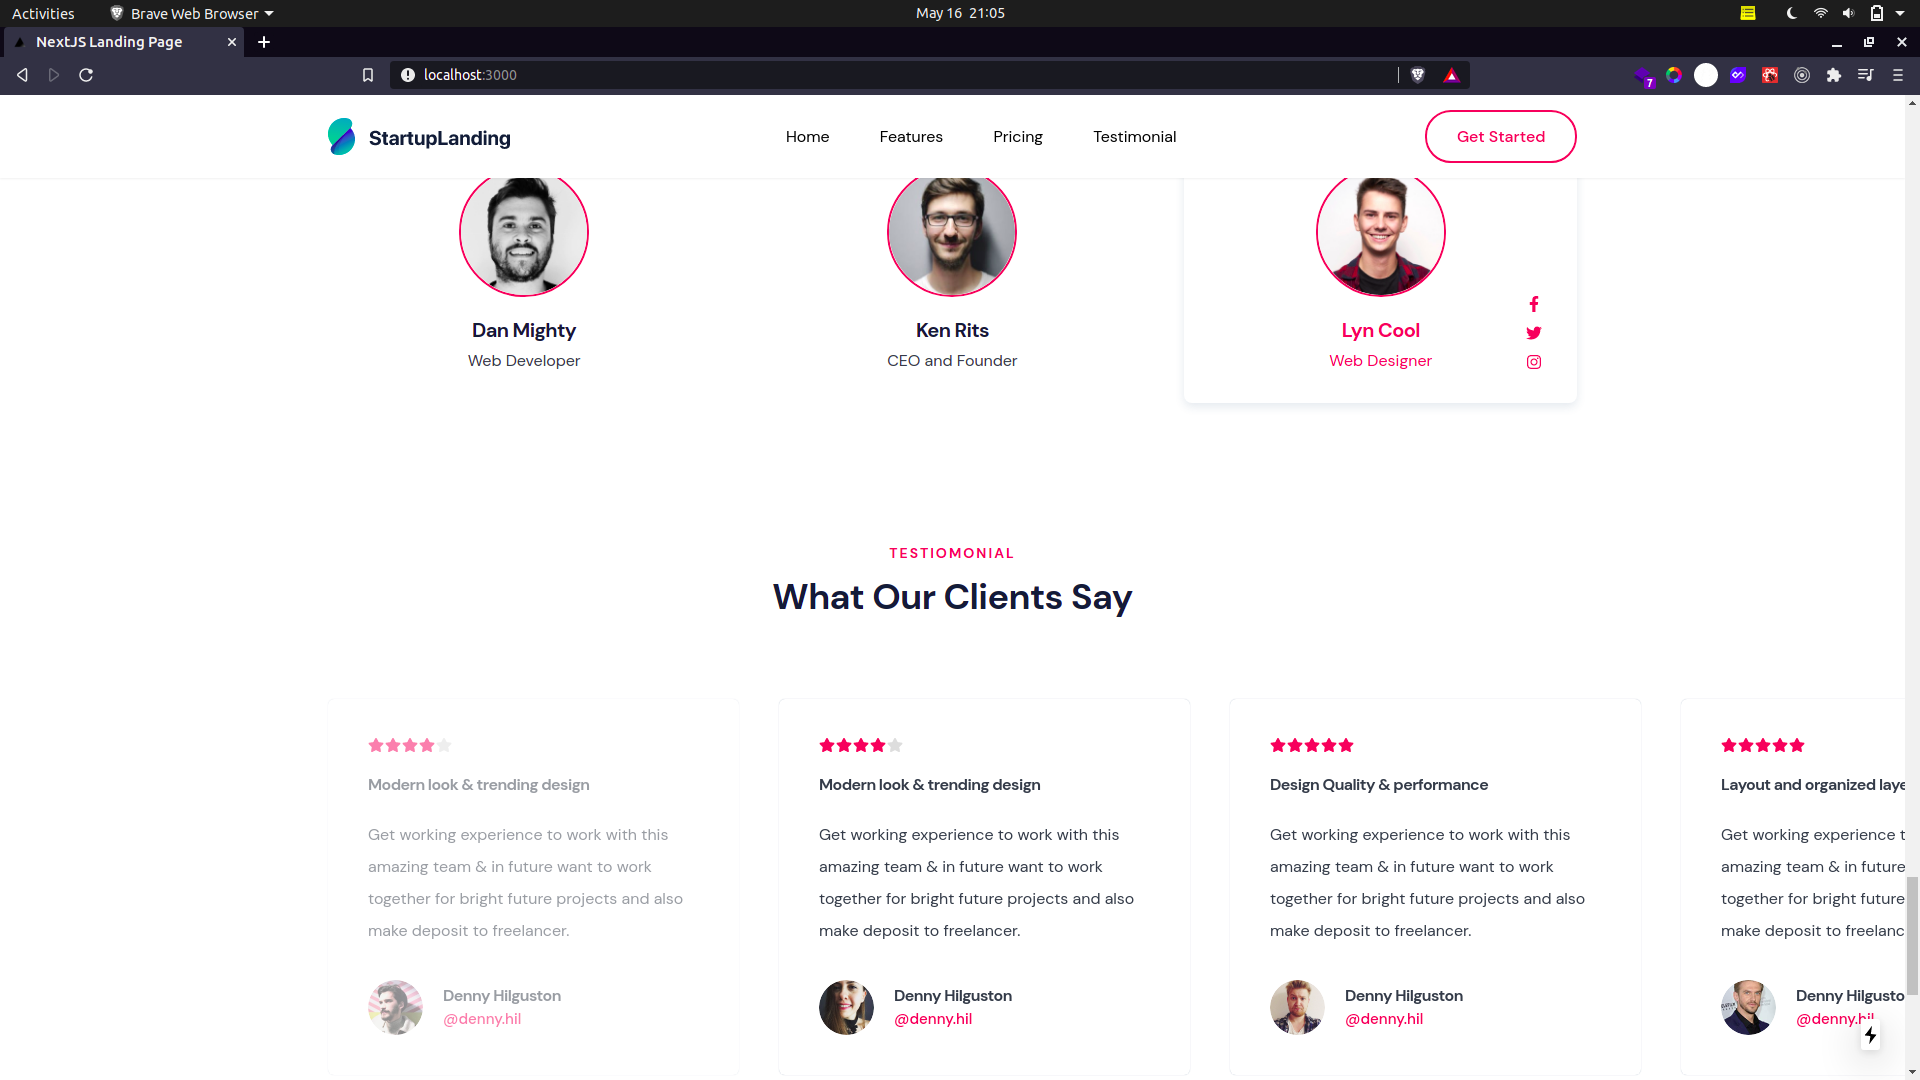 Activities Brave Web Browser May 16 21:05
NextJS Landing Page
localhost:3000 7
StartupLanding Home Features Pricing Testimonial Get Started
Dan Mighty Ken Rits Lyn Cool
Web Developer CEO and Founder Web Designer
TESTIOMONIAL
What Our Clients Say
Modern look & trending design
Get working experience to work with this
amazing team & in future want to work
together for bright future projects and also
make deposit to freelancer.
Denny Hilguston
@denny.hil
Modern look & trending design
Get working experience to work with this
amazing team & in future want to work
together for bright future projects and also
make deposit to freelancer.
Denny Hilguston
@denny.hil
Design Quality & performance
Get working experience to work with this
amazing team & in future want to work
together for bright future projects and also
make deposit to freelancer.
Denny Hilguston
@denny.hil
Layout and organized laye
Get working experience t
amazing team & in future
together for bright future
make deposit to freelanc
Denny Hilgusto
@denny.hil